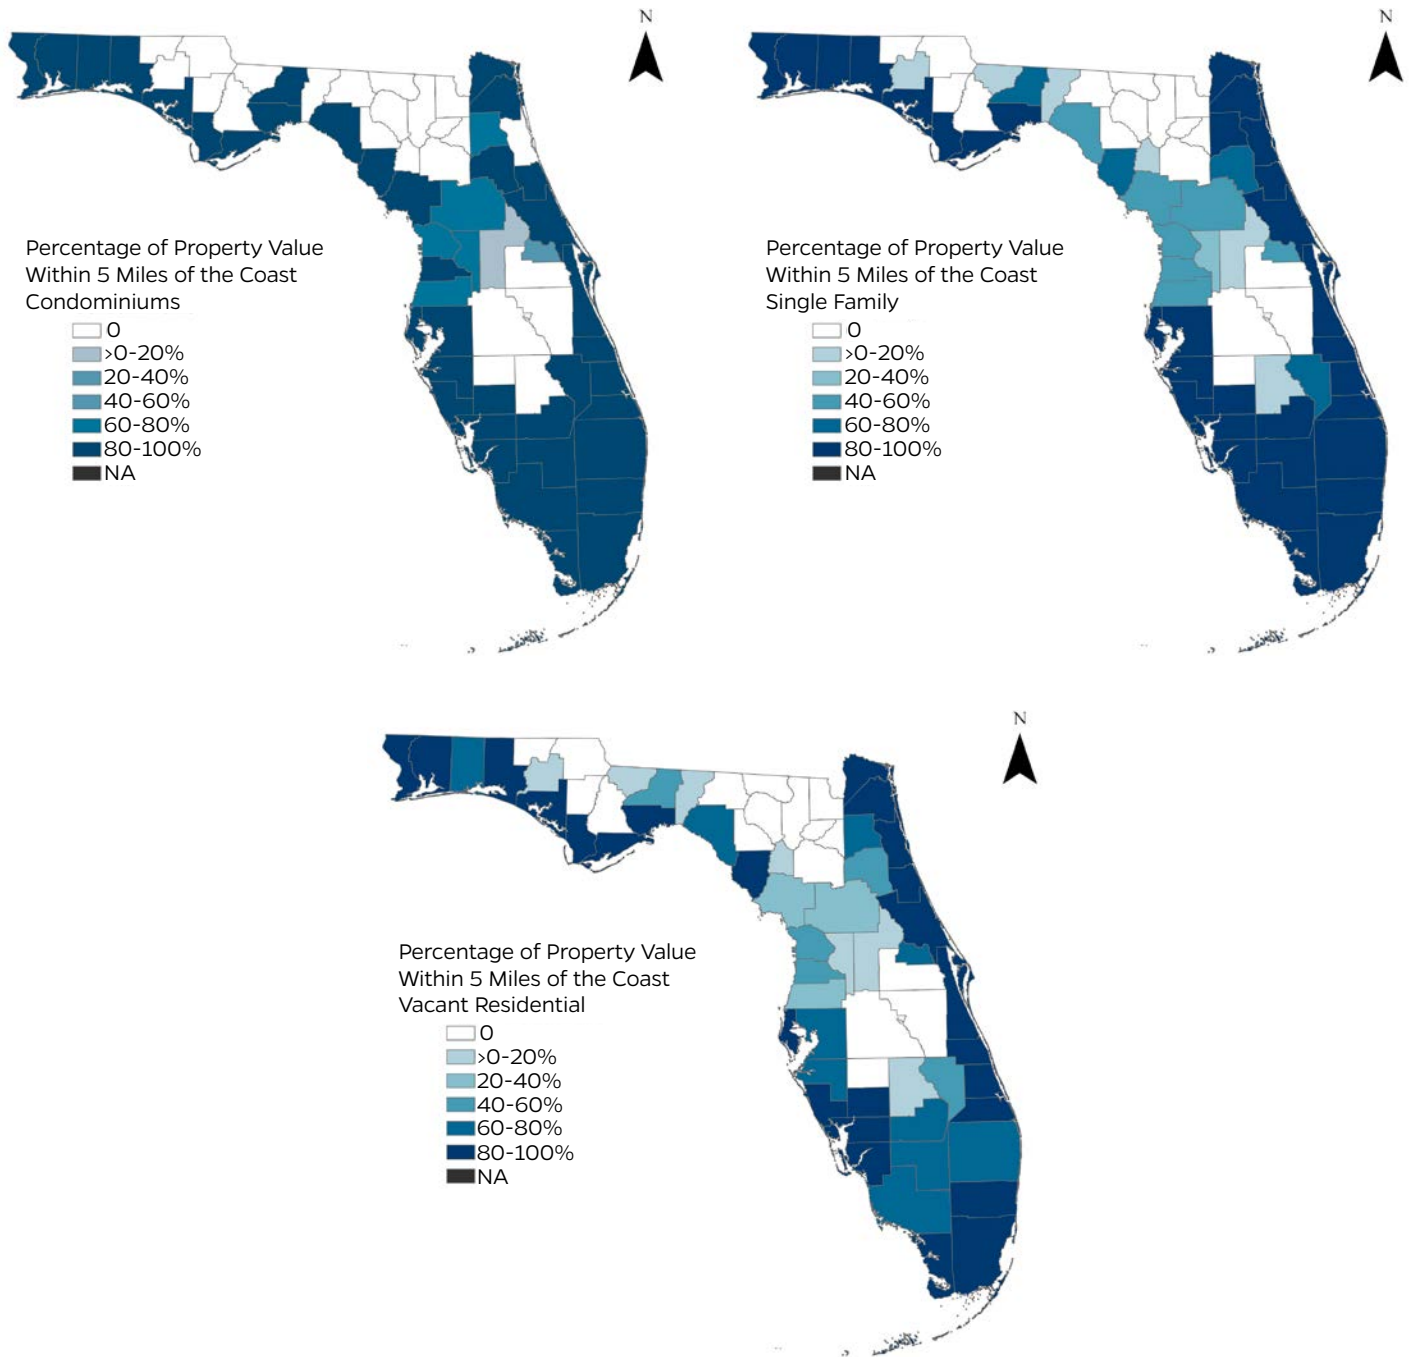 N
Percentage of Property Value
Within 5 Miles of the Coast
Condominiums
0
>0-20%
20-40%
40-60%
60-80%
80-100%
NA
N
Percentage of Property Value
Within 5 Miles of the Coast
Single Family
0
>0-20%
20-40%
40-60%
60-80%
80-100%
NA
N
Percentage of Property Value
Within 5 Miles of the Coast
Vacant Residential
0
>0-20%
20-40%
40-60%
60-80%
80-100%
NA